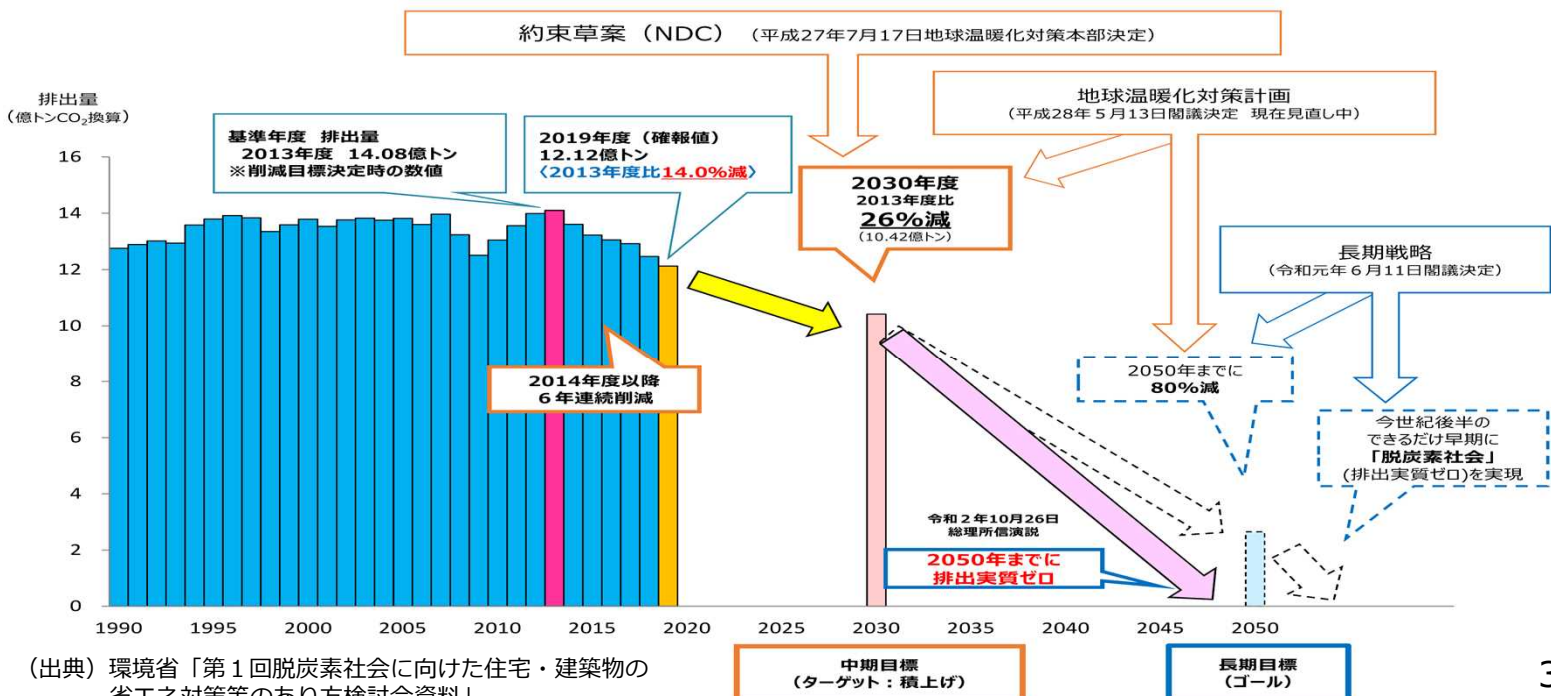 約束草案（NDC）（平成27年7月17日地球温暖化対策本部決定）
地球温暖化対策計画
（平成28年５月13日閣議決定 現在見直し中）
排出量
（億トンCO₂換算）
基準年度 排出量
2013年度 14.08億トン
※削減目標決定時の数値
2019年度（確報値）
12.12億トン
〈2013年度比14.0%減〉
2030年度
2013年度比
26%減
（10.42億トン）
長期戦略
（令和元年６月11日閣議決定）
16
14
12
10
8
6
4
2
0
2014年度以降
６年連続削減
2050年までに
80%減
今世紀後半の
できるだけ早期に
「脱炭素社会」
(排出実質ゼロ)を実現
令和２年10月26日
総理所信演説
2050年までに
排出実質ゼロ
1990 1995 2000 2005 2010 2015 2020 2025 2030 2035 2040 2045 2050
中期目標
（ターゲット：積上げ）
長期目標
（ゴール）
（出典）環境省「第１回脱炭素社会に向けた住宅・建築物の
省エネ対策等のあり方検討会資料」
3